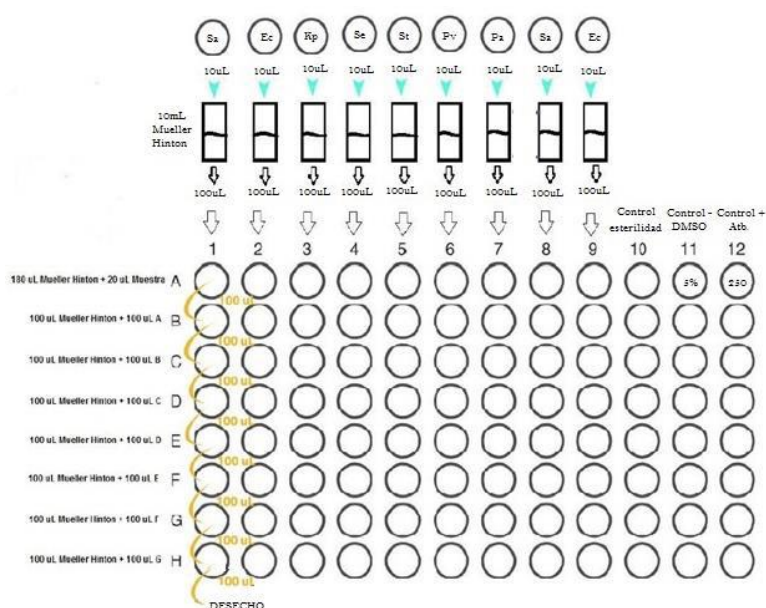 Sa Ec Kp Se St Pv Pa Sa Ec
10uL 10uL 10uL 10uL 10uL 10uL 10uL 10uL 10uL
10mL
Mueller
Hinton
100uL 100uL 100uL 100uL 100uL 100uL 100uL 100uL 100uL
Control
esterilidad
Control -
DMSO
Control +
Atb.
1 2 3 4 5 6 7 8 9 10 11 12
180 uL Mueller Hinton + 20 uL Muestra A 5% 250
100 uL
100 uL Mueller Hinton + 100 uL A B
100 uL
100 uL Mueller Hinton + 100 uL B C
100 uL
100 uL Mueller Hinton + 100 uL C D
100 uL
100 uL Mueller Hinton + 100 uL D E
100 uL
100 uL Mueller Hinton + 100 uL E F
100 uL
100 uL Mueller Hinton + 100 uL F G
100 uL
100 uL Mueller Hinton + 100 uL G H
100 uL
DESECHO